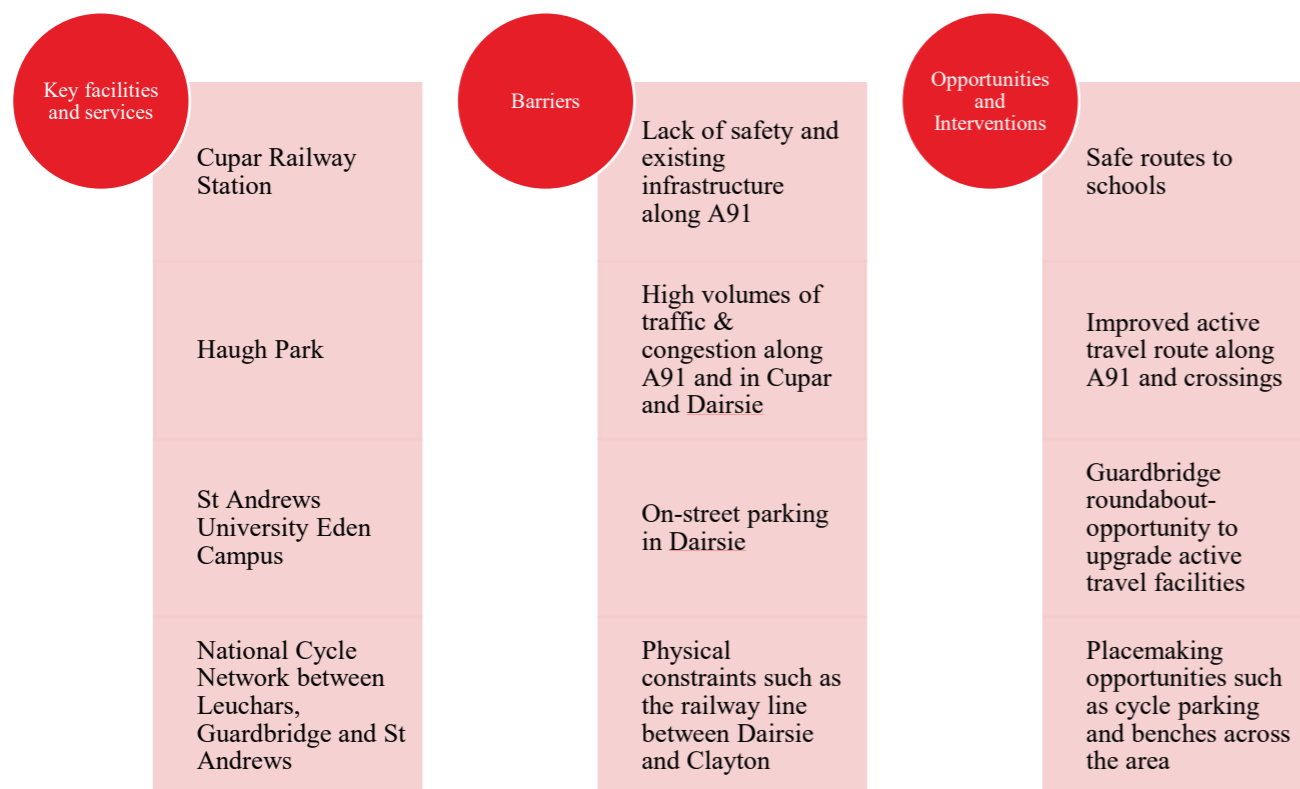 Key facilities
and services
Cupar Railway
Station
Haugh Park
St Andrews
University Eden
Campus
National Cycle
Network between
Leuchars,
Guardbridge and St
Andrews
Barriers
Lack of safety and
existing
infrastructure
along A91
High volumes of
traffic &
congestion along
A91 and in Cupar
and Dairsie
On-street parking
in Dairsie
Physical
constraints such as
the railway line
between Dairsie
and Clayton
Opportunities
and
Interventions
Safe routes to
schools
Improved active
travel route along
A91 and crossings
Guardbridge
roundabout-
opportunity to
upgrade active
travel facilities
Placemaking
opportunities such
as cycle parking
and benches across
the area